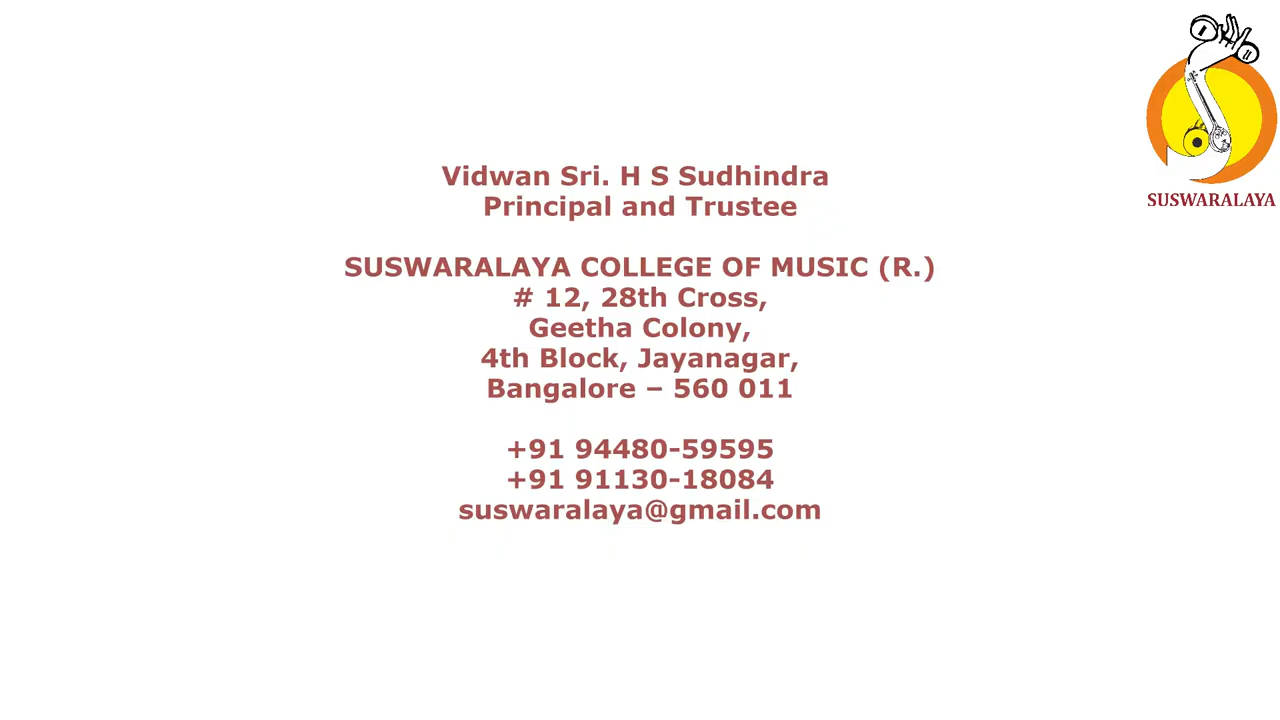 Vidwan Sri. H S Sudhindra
Principal and Trustee
SUSWARALAYA COLLEGE OF MUSIC (R.)
# 12, 28th Cross,
Geetha Colony,
4th Block, Jayanagar,
Bangalore – 560 011
+91 94480-59595
+91 91130-18084
suswaralaya@gmail.com
SUSWARALAYA